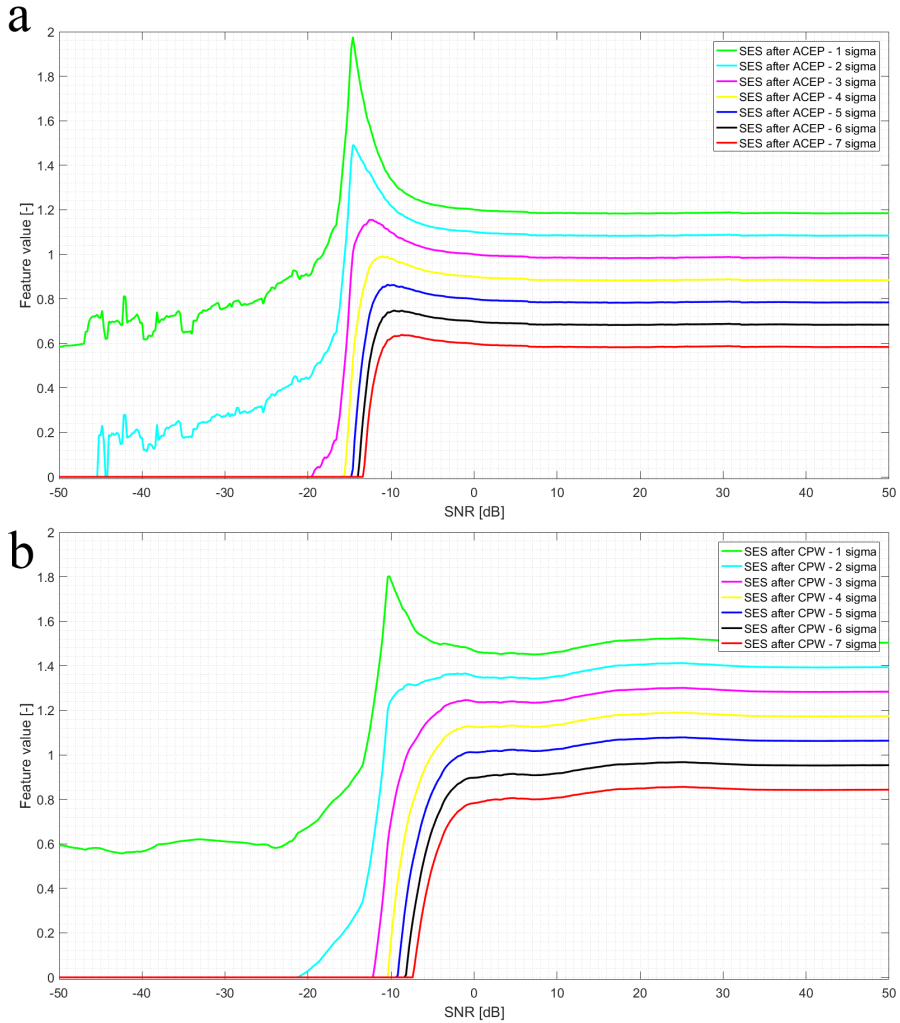 a
2
1.8
1.6
1.4
1.2
1
0.8
0.6
0.4
0.2
0
Feature value [-]
SES after ACEP - 1 sigma
SES after ACEP - 2 sigma
SES after ACEP - 3 sigma
SES after ACEP - 4 sigma
SES after ACEP - 5 sigma
SES after ACEP - 6 sigma
SES after ACEP - 7 sigma
-50 -40 -30 -20 -10 0 10 20 30 40 50
SNR [dB]
b
2
1.8
1.6
1.4
1.2
1
0.8
0.6
0.4
0.2
0
Feature value [-]
SES after CPW - 1 sigma
SES after CPW - 2 sigma
SES after CPW - 3 sigma
SES after CPW - 4 sigma
SES after CPW - 5 sigma
SES after CPW - 6 sigma
SES after CPW - 7 sigma
-50 -40 -30 -20 -10 0 10 20 30 40 50
SNR [dB]